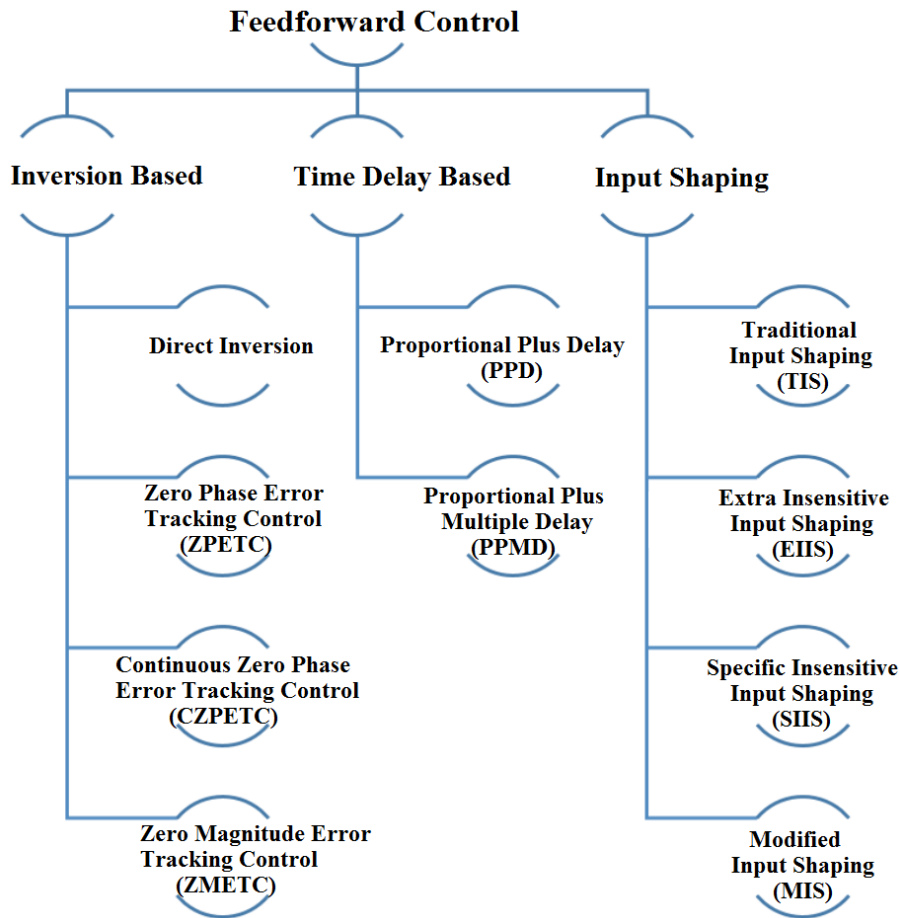 Feedforward Control
Inversion Based
Time Delay Based
Input Shaping
Direct Inversion
Zero Phase Error
Tracking Control
(ZPETC)
Continuous Zero Phase
Error Tracking Control
(CZPETC)
Zero Magnitude Error
Tracking Control
(ZMETC)
Proportional Plus Delay
(PPD)
Proportional Plus
Multiple Delay
(PPMD)
Traditional
Input Shaping
(TIS)
Extra Insensitive
Input Shaping
(EIIS)
Specific Insensitive
Input Shaping
(SIIS)
Modified
Input Shaping
(MIS)